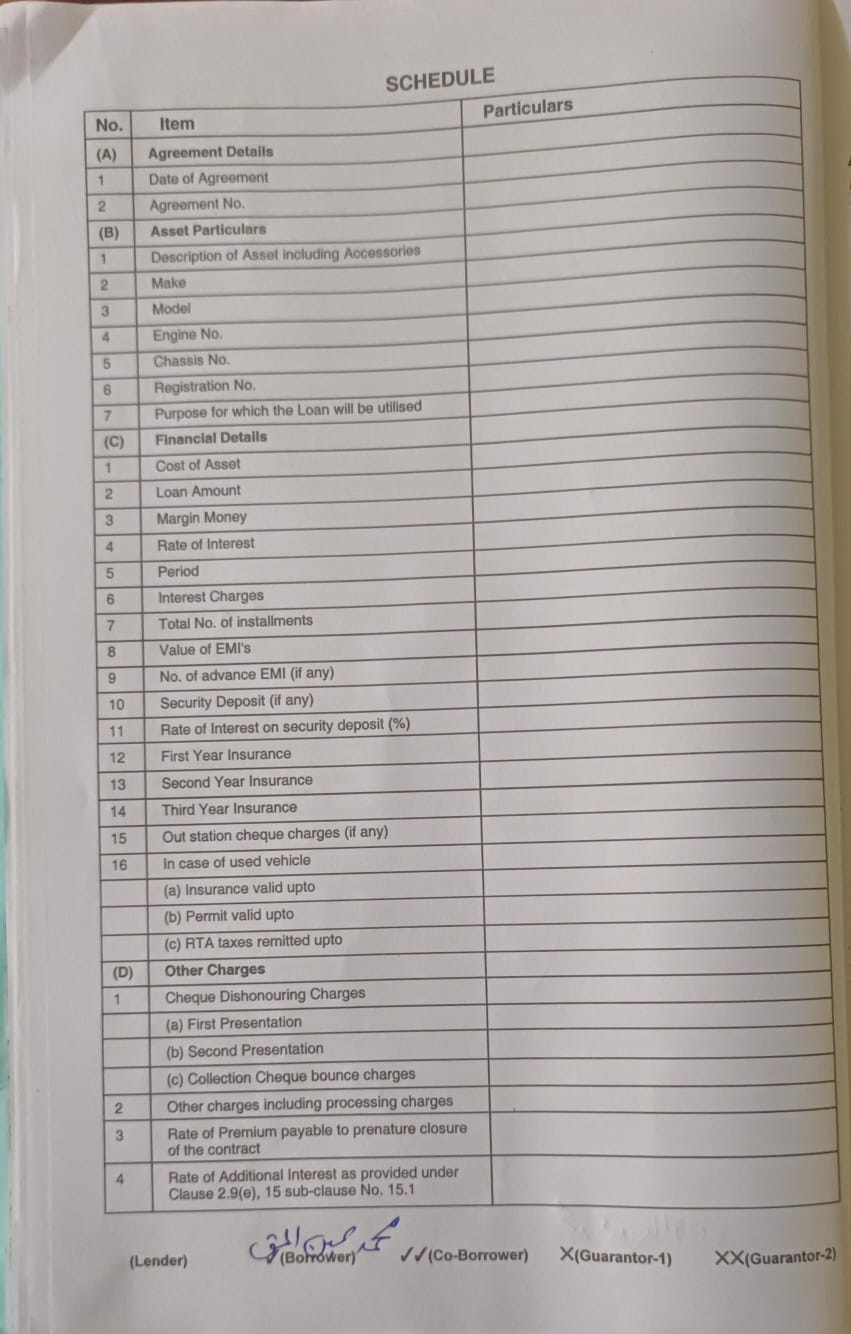 SCHEDULE
No. Item Particulars
(A) Agreement Details
1 Date of Agreement
2 Agreement No.
(B) Asset Particulars
1 Description of Asset including Accessories
2 Make
3 Model
4 Engine No.
5 Chassis No.
6 Registration No.
7 Purpose for which the Loan will be utilised
(C) Financial Details
1 Cost of Asset
2 Loan Amount
3 Margin Money
4 Rate of Interest
5 Period
6 Interest Charges
7 Total No. of installments
8 Value of EMI's
9 No. of advance EMI (if any)
10 Security Deposit (if any)
11 Rate of Interest on security deposit (%)
12 First Year Insurance
13 Second Year Insurance
14 Third Year Insurance
15 Out station cheque charges (if any)
16 In case of used vehicle
(a) Insurance valid upto
(b) Permit valid upto
(c) RTA taxes remitted upto
(D) Other Charges
1 Cheque Dishonouring Charges
(a) First Presentation
(b) Second Presentation
(c) Collection Cheque bounce charges
2 Other charges including processing charges
3 Rate of Premium payable to prenature closure
of the contract
4 Rate of Additional Interest as provided under
Clause 2.9(e), 15 sub-clause No. 15.1
(Lender) ✓(Borrower) ✓✓(Co-Borrower) X(Guarantor-1) XX(Guarantor-2)